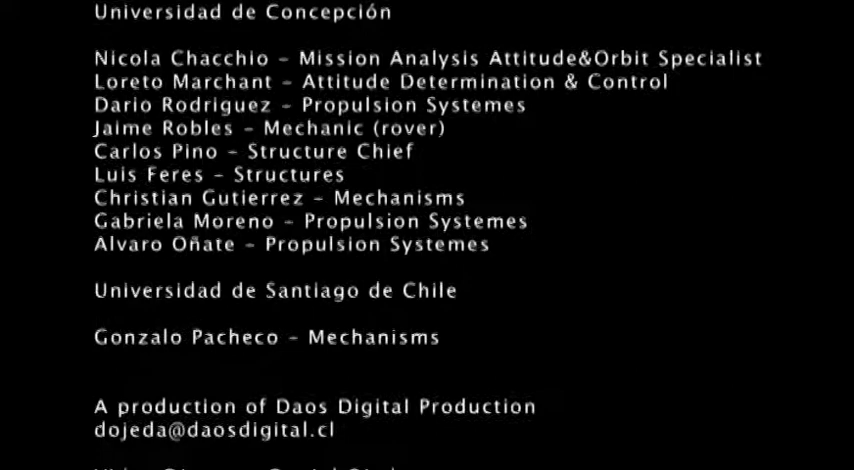 Universidad de Concepción
Nicola Chacchio – Mission Analysis Attitude&Orbit Specialist
Loreto Marchant – Attitude Determination & Control
Dario Rodriguez – Propulsion Systemes
Jaime Robles – Mechanic (rover)
Carlos Pino – Structure Chief
Luis Feres – Structures
Christian Gutierrez – Mechanisms
Gabriela Moreno – Propulsion Systemes
Alvaro Oñate – Propulsion Systemes
Universidad de Santiago de Chile
Gonzalo Pacheco – Mechanisms
A production of Daos Digital Production
dojeda@daosdigital.cl